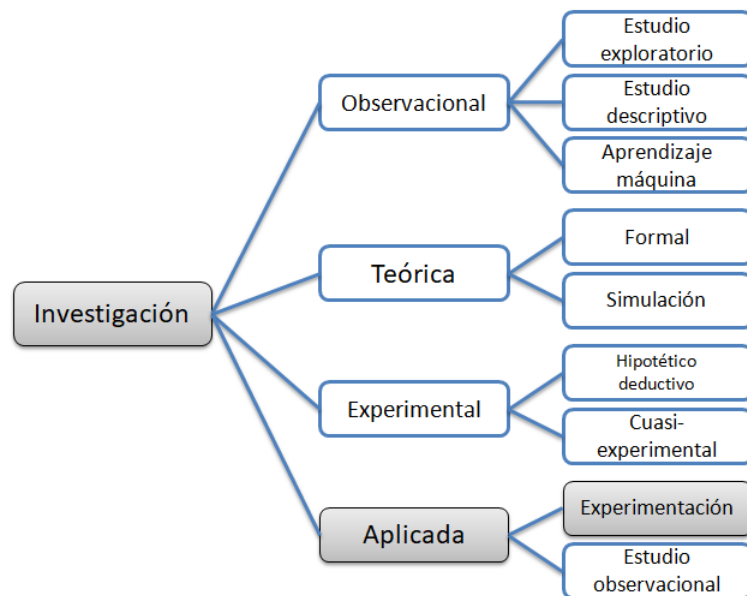 Investigación
Observacional
Estudio
exploratorio
Estudio
descriptivo
Aprendizaje
máquina
Teórica
Formal
Simulación
Experimental
Hipotético
deductivo
Cuasi-
experimental
Aplicada
Experimentación
Estudio
observacional